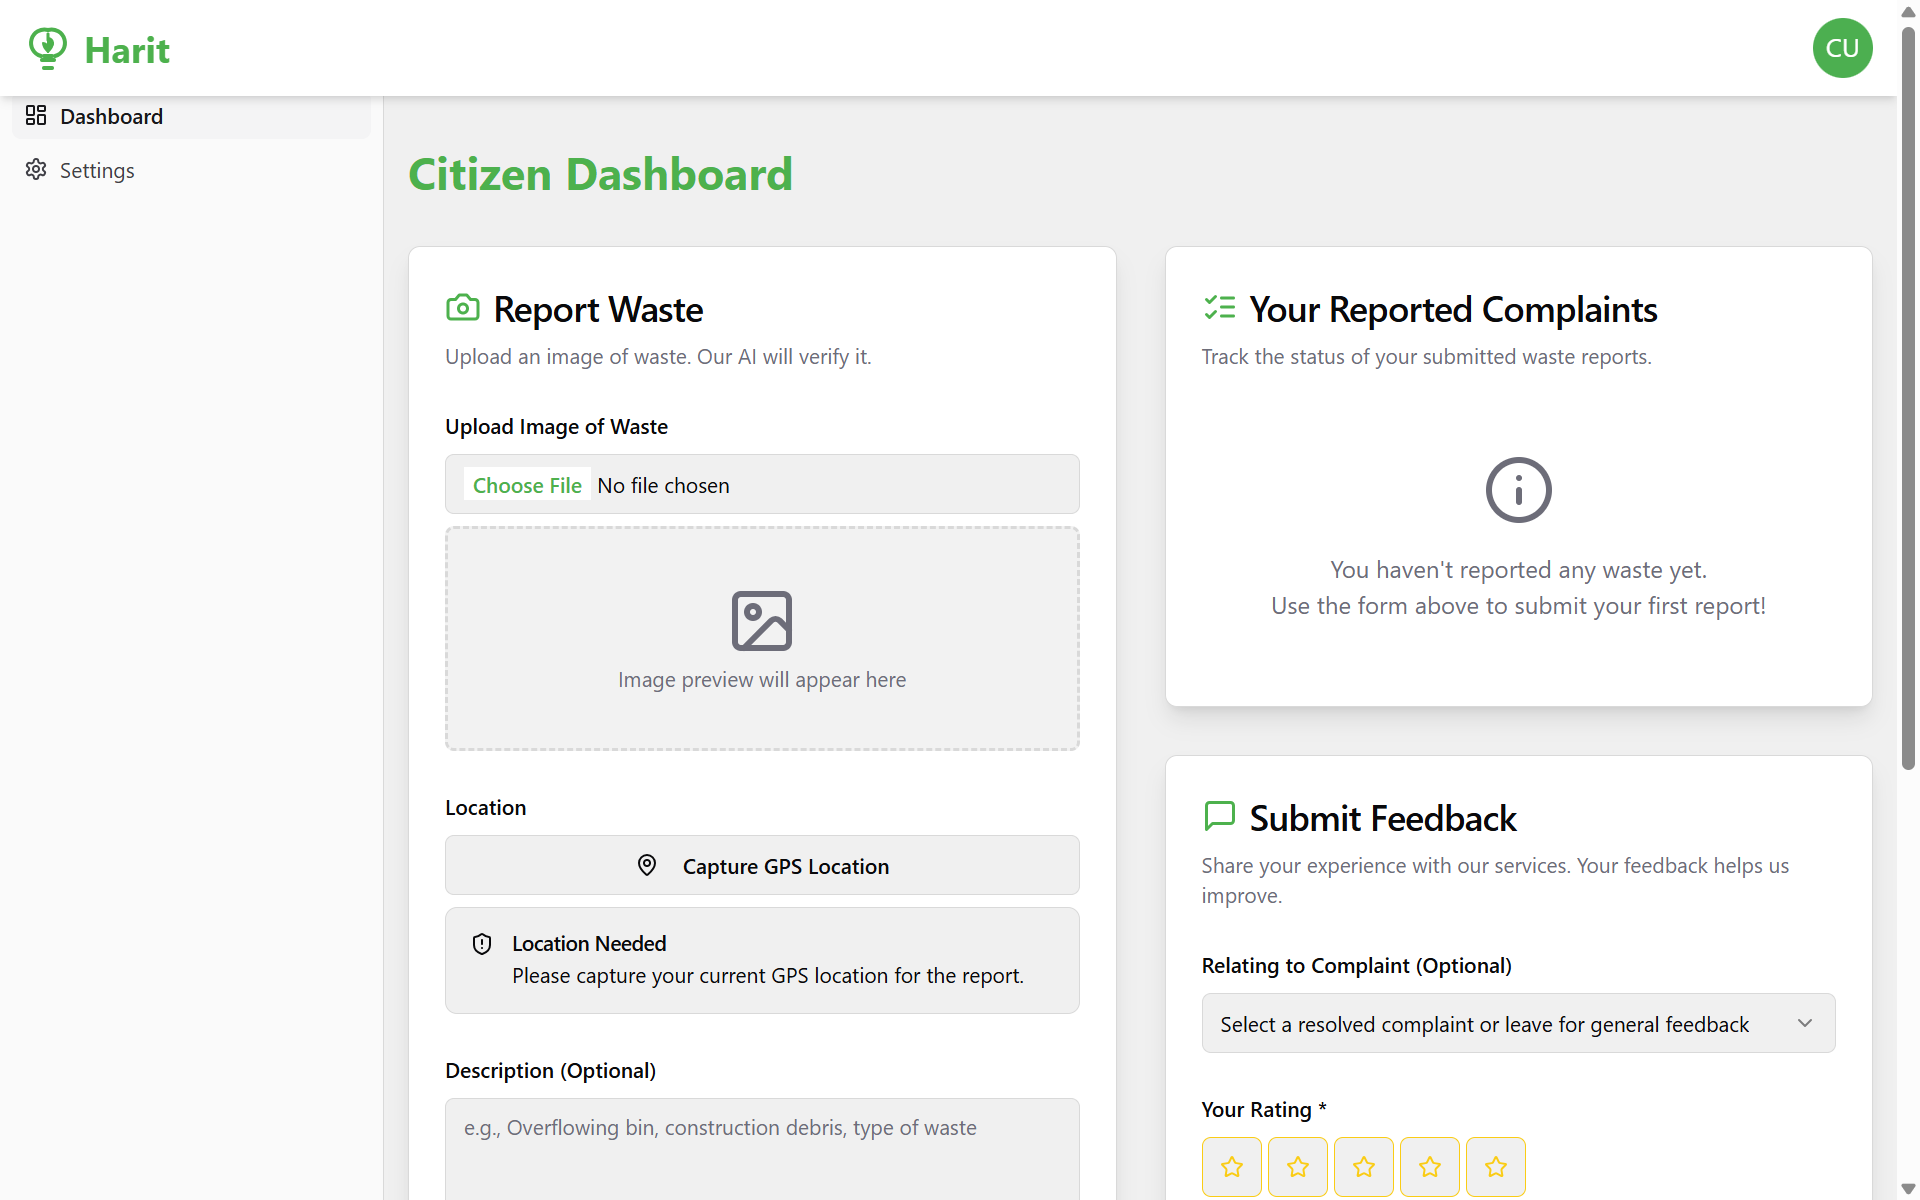 Harit
CU
Dashboard
Settings
Citizen Dashboard
Report Waste
Upload an image of waste. Our AI will verify it.
Upload Image of Waste
Choose File No file chosen
Image preview will appear here
Location
Capture GPS Location
Location Needed
Please capture your current GPS location for the report.
Description (Optional)
e.g., Overflowing bin, construction debris, type of waste
Your Reported Complaints
Track the status of your submitted waste reports.
You haven't reported any waste yet.
Use the form above to submit your first report!
Submit Feedback
Share your experience with our services. Your feedback helps us
improve.
Relating to Complaint (Optional)
Select a resolved complaint or leave for general feedback
Your Rating *